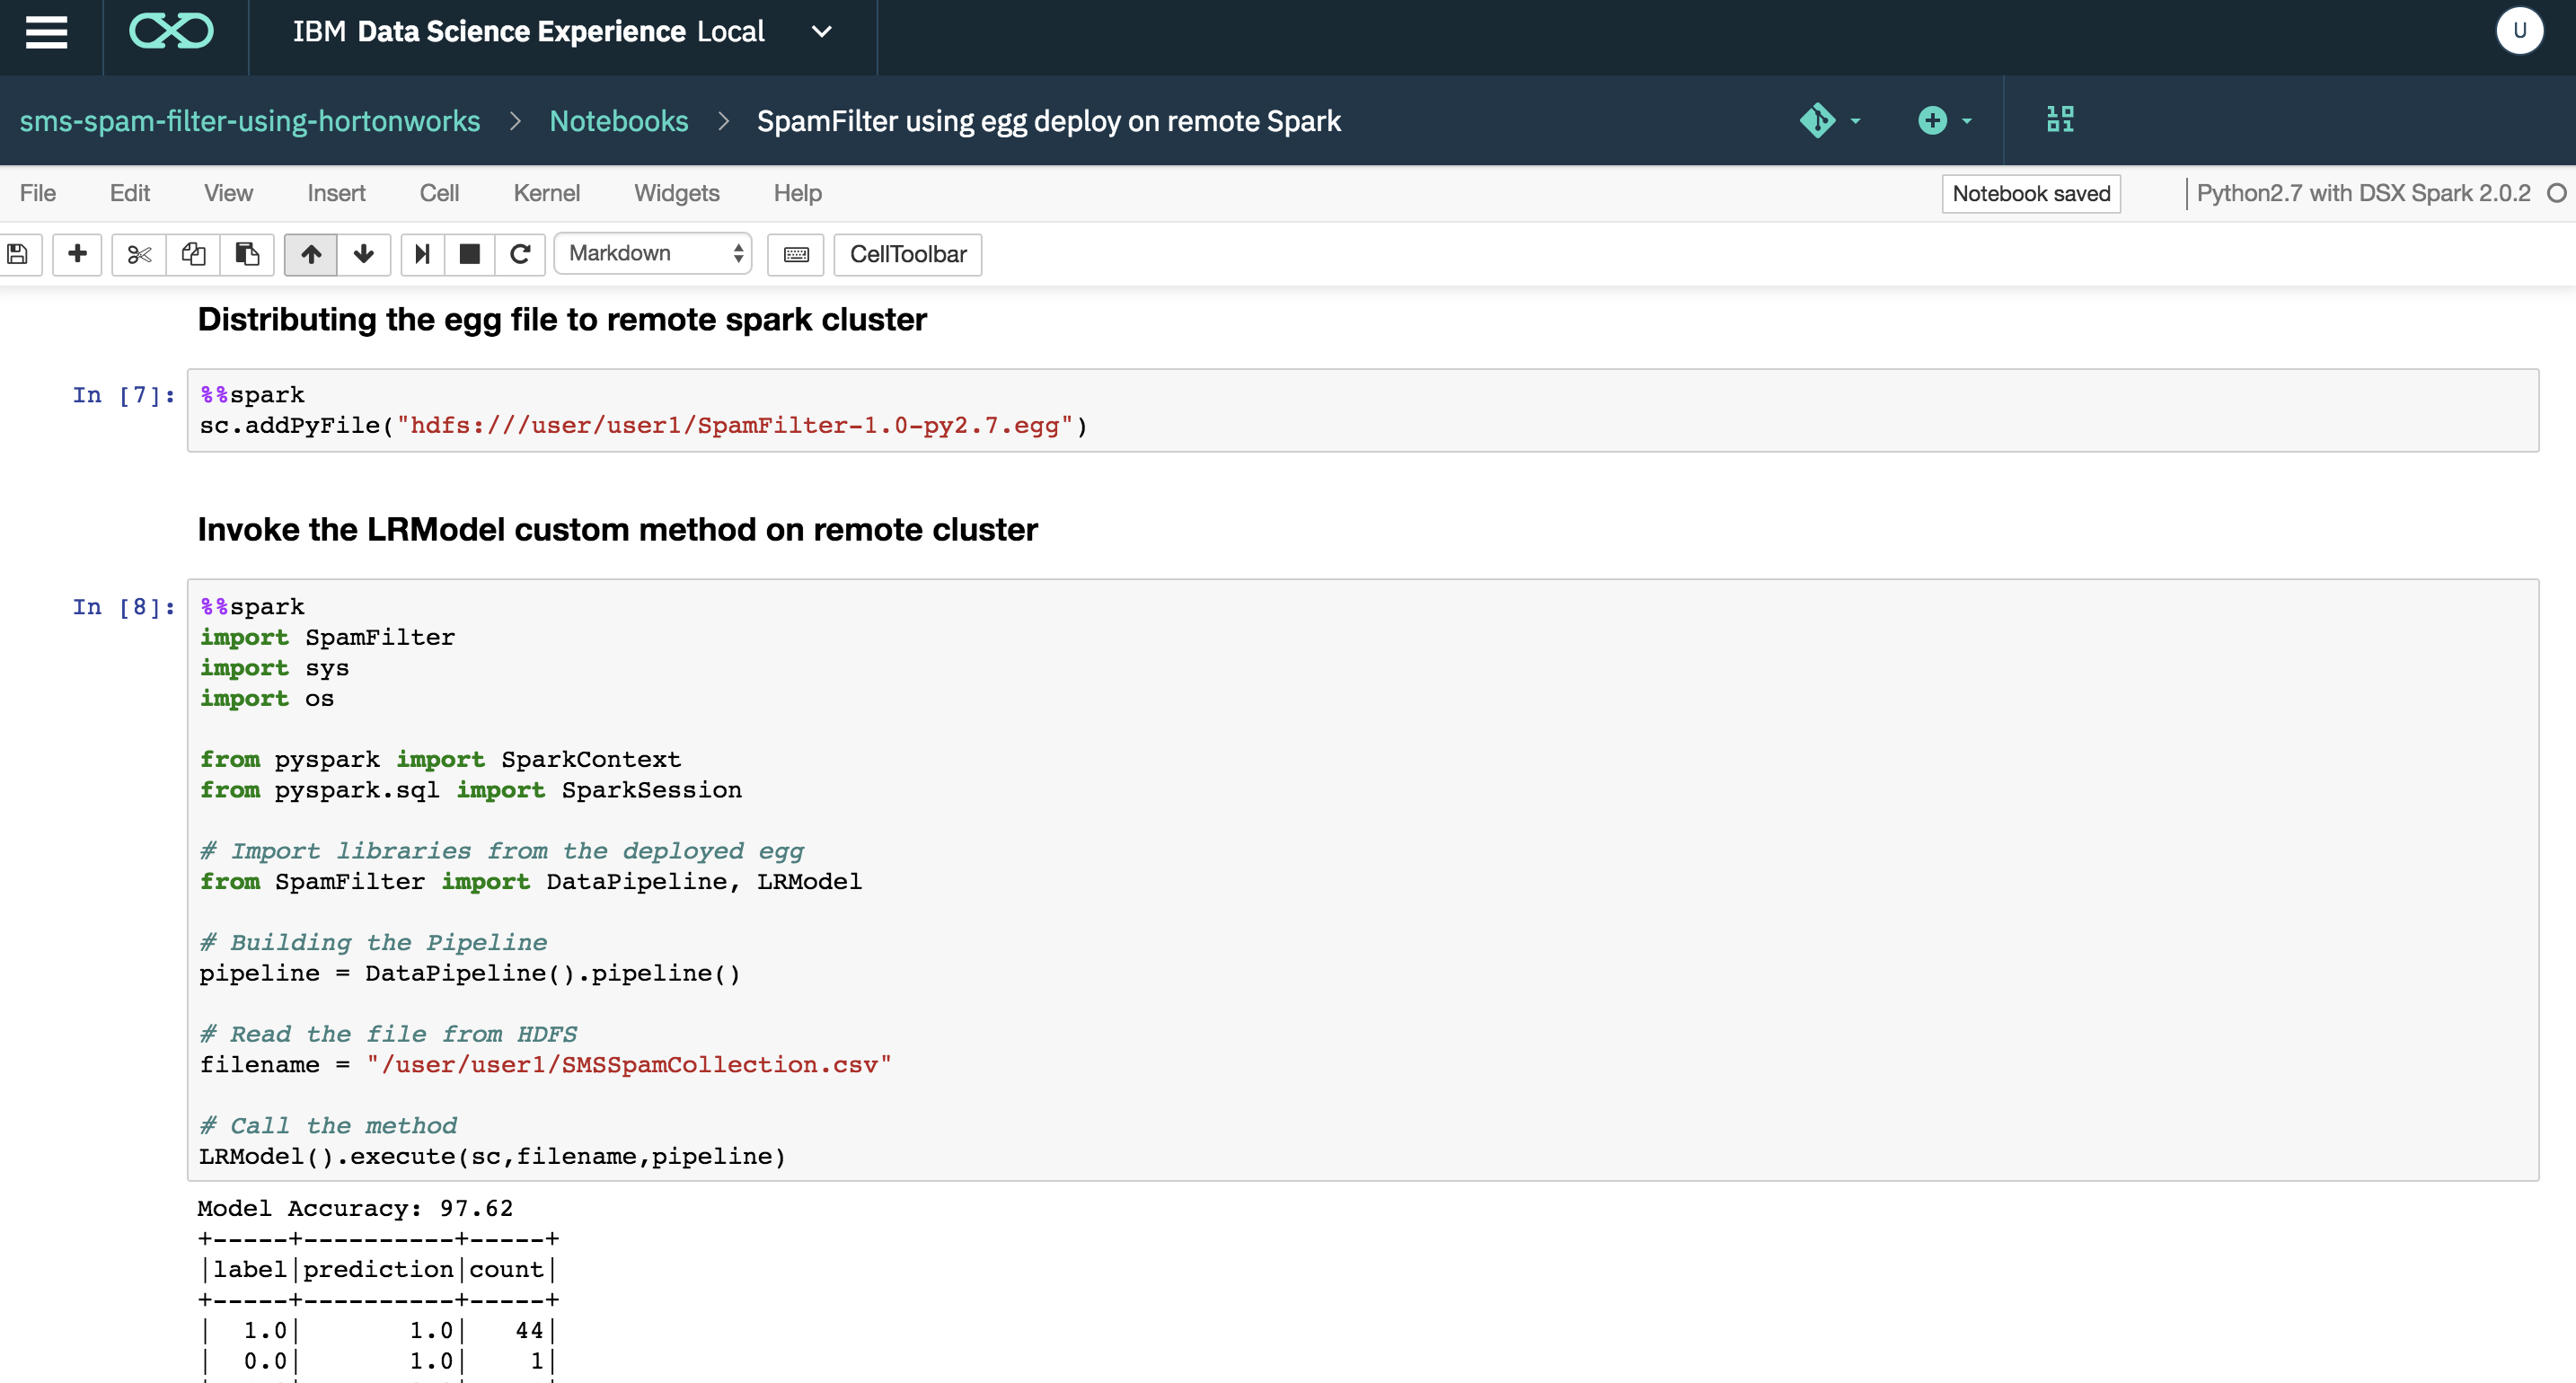 IBM Data Science Experience Local
U
sms-spam-filter-using-hortonworks > Notebooks > SpamFilter using egg deploy on remote Spark
File Edit View Insert Cell Kernel Widgets Help
Notebook saved
Python2.7 with DSX Spark 2.0.2
Markdown
CellToolbar
Distributing the egg file to remote spark cluster
In [7]: %%spark
sc.addPyFile("hdfs:///user/user1/SpamFilter-1.0-py2.7.egg")
Invoke the LRModel custom method on remote cluster
In [8]: %%spark
import SpamFilter
import sys
import os
from pyspark import SparkContext
from pyspark.sql import SparkSession
# Import libraries from the deployed egg
from SpamFilter import DataPipeline, LRModel
# Building the Pipeline
pipeline = DataPipeline().pipeline()
# Read the file from HDFS
filename = "/user/user1/SMSSpamCollection.csv"
# Call the method
LRModel().execute(sc,filename,pipeline)
Model Accuracy: 97.62
+-----+----------+-----+
|label|prediction|count|
+-----+----------+-----+
|  1.0|       1.0|   44|
|  0.0|       1.0|    1|